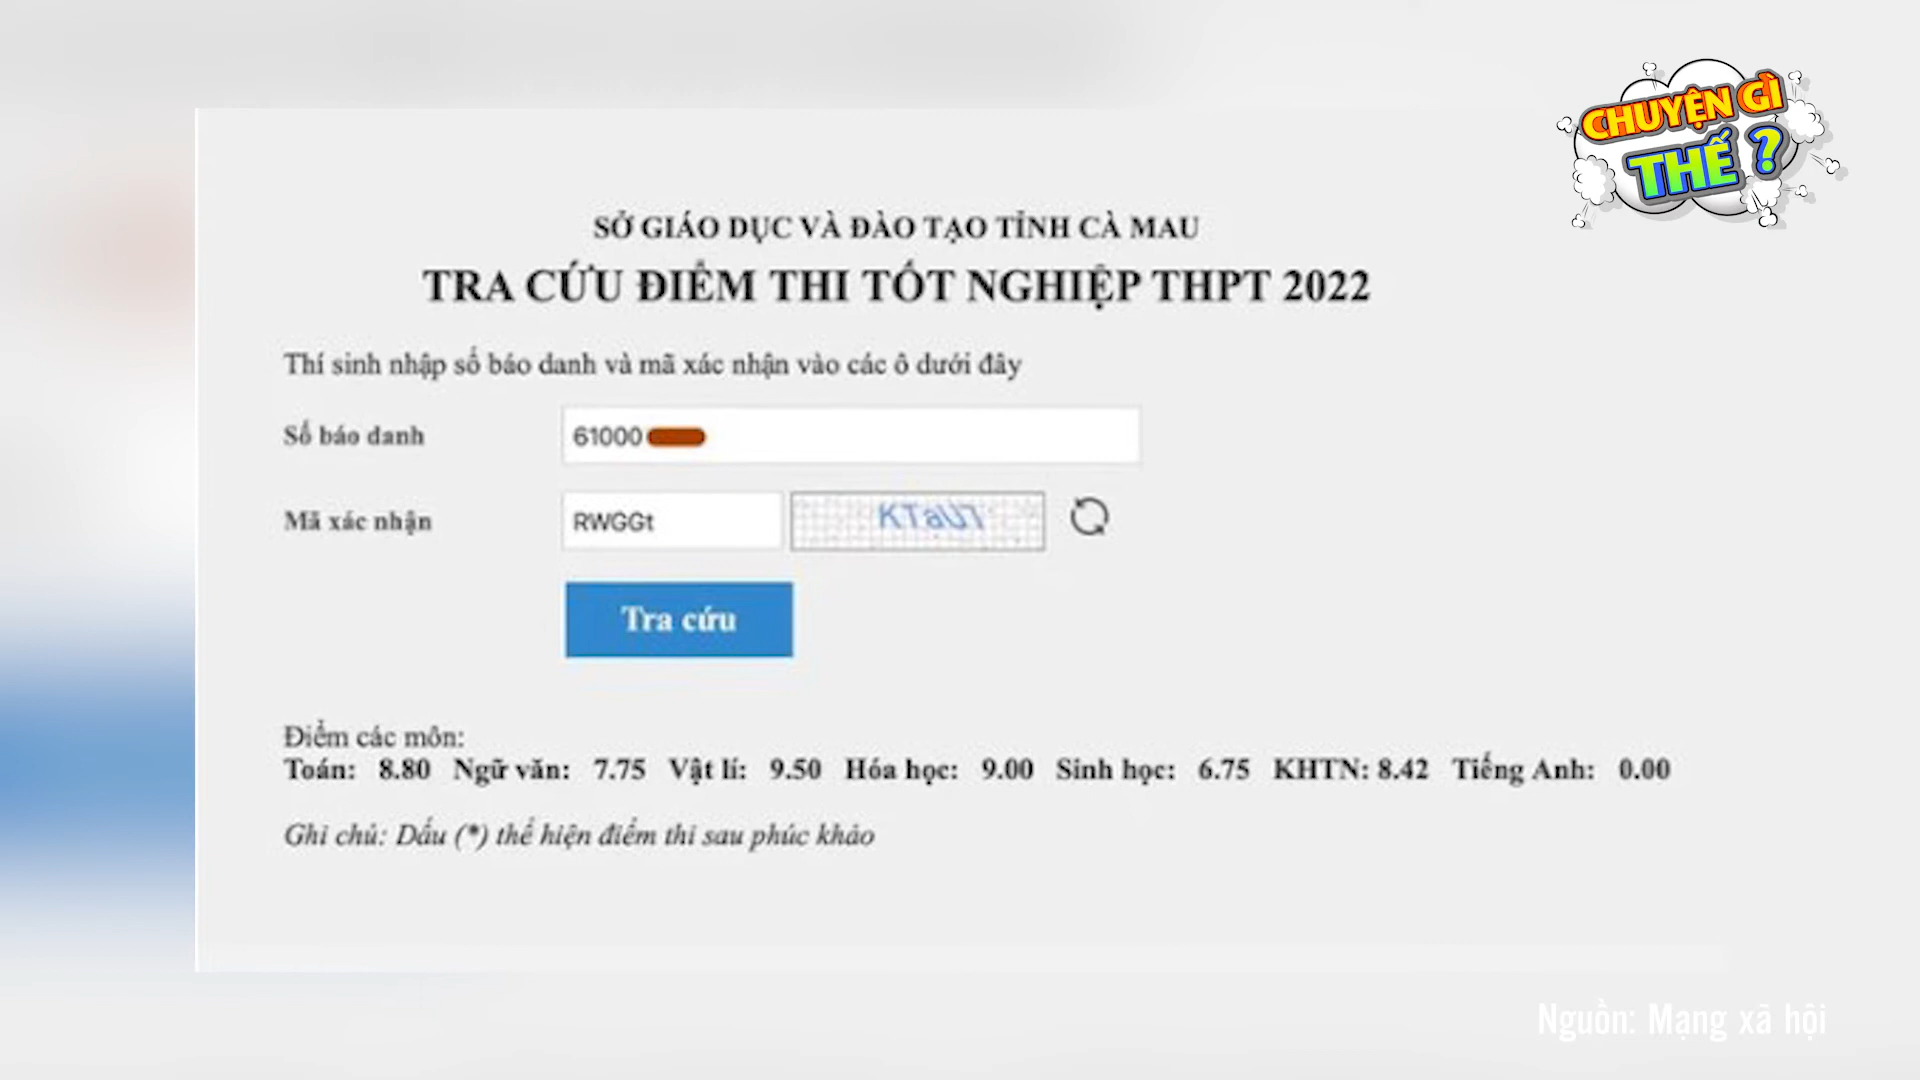 CHUYỆN GÌ
THẾ ?
SỞ GIÁO DỤC VÀ ĐÀO TẠO TỈNH CÀ MAU
TRA CỨU ĐIỂM THI TỐT NGHIỆP THPT 2022
Thí sinh nhập số báo danh và mã xác nhận vào các ô dưới đây
Số báo danh 61000
Mã xác nhận RWGGt KTaU7
Tra cứu
Điểm các môn:
Toán: 8.80 Ngữ văn: 7.75 Vật lí: 9.50 Hóa học: 9.00 Sinh học: 6.75 KHTN: 8.42 Tiếng Anh: 0.00
Ghi chú: Dấu (*) thể hiện điểm thi sau phúc khảo
Nguồn: Mạng xã hội